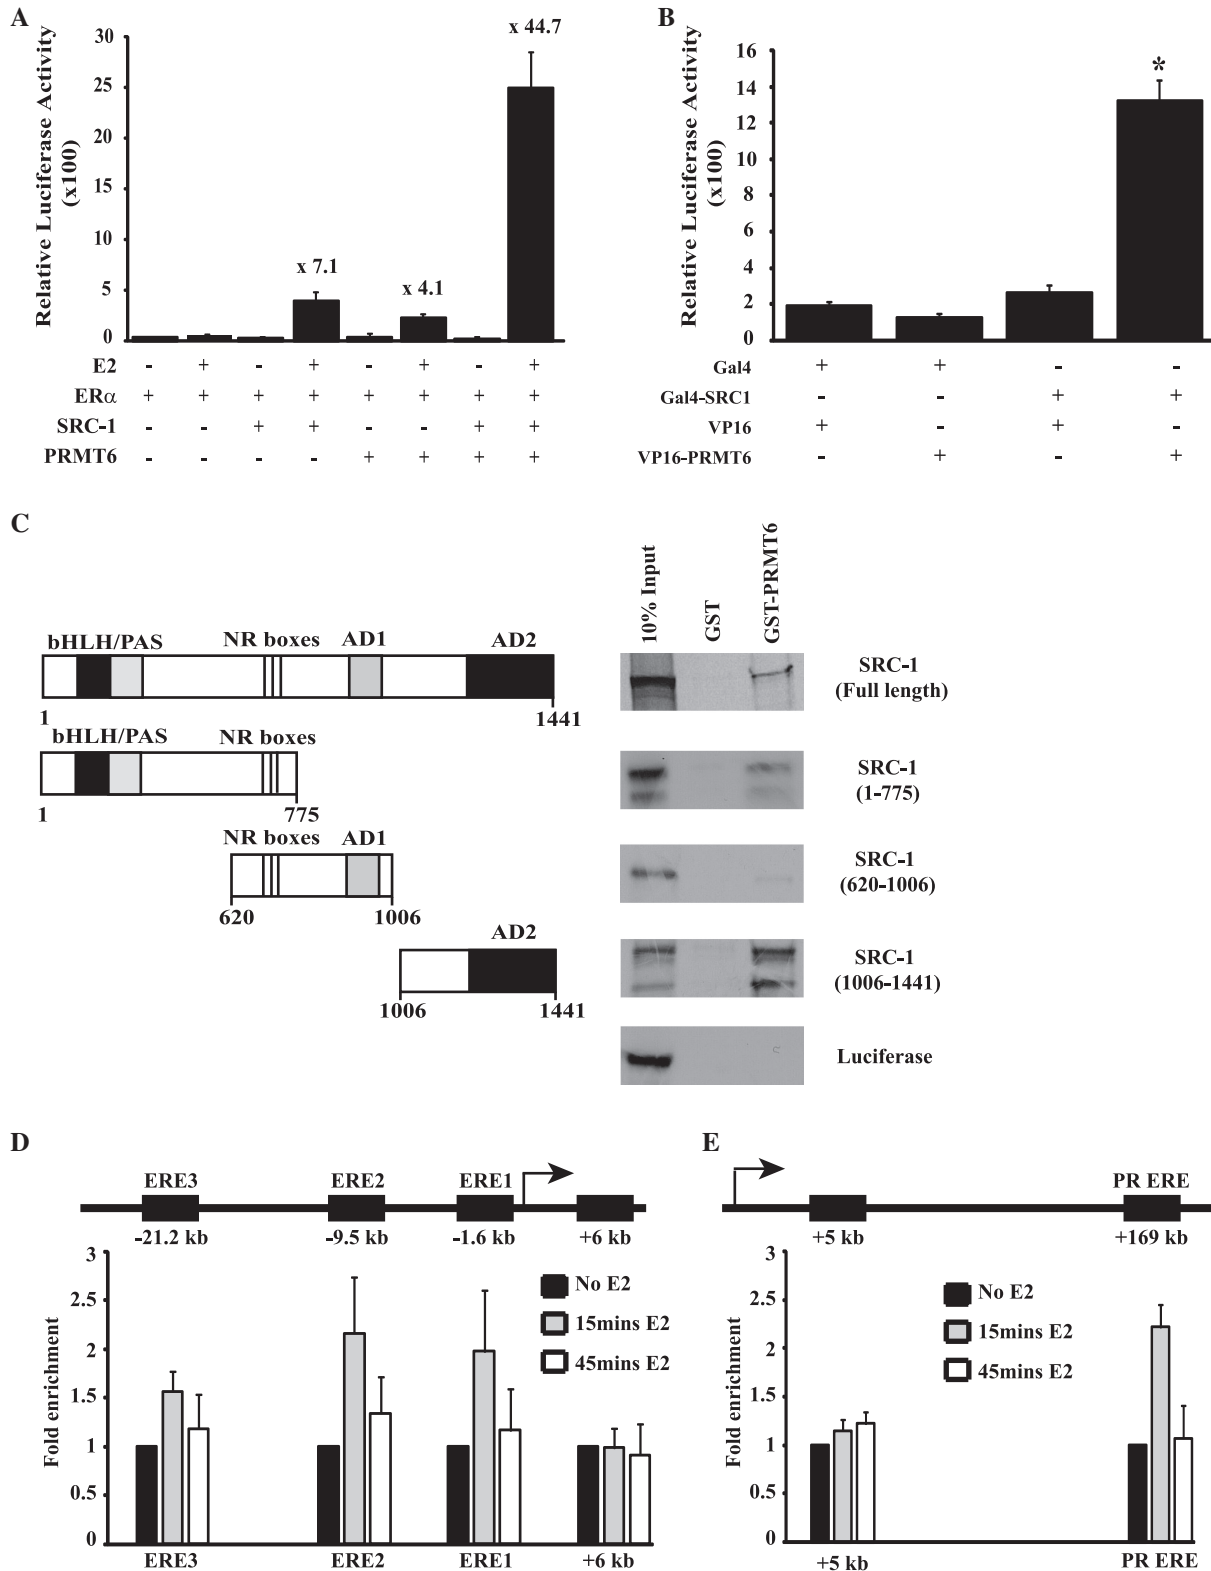 A
Relative Luciferase Activity
(x100)
30
25
20
15
10
5
0
x 7.1
x 4.1
x 44.7
E2 - + - + - + - +
ERα + + + + + + + +
SRC-1 - - + + - - + +
PRMT6 - - - - + + + +
B
Relative Luciferase Activity
(x100)
16
14
12
10
8
6
4
2
0
*
Gal4 + + - -
Gal4-SRC1 - - + +
VP16 + - + -
VP16-PRMT6 - + - +
C
10% Input
GST
GST-PRMT6
bHLH/PAS NR boxes AD1 AD2
1 1441
SRC-1
(Full length)
bHLH/PAS NR boxes
1 775
SRC-1
(1-775)
NR boxes AD1
620 1006
SRC-1
(620-1006)
AD2
1006 1441
SRC-1
(1006-1441)
Luciferase
D
ERE3 ERE2 ERE1
-21.2 kb -9.5 kb -1.6 kb +6 kb
Fold enrichment
3
2.5
2
1.5
1
0.5
0
No E2
15mins E2
45mins E2
ERE3 ERE2 ERE1 +6 kb
E
PR ERE
+5 kb +169 kb
Fold enrichment
3
2.5
2
1.5
1
0.5
0
No E2
15mins E2
45mins E2
+5 kb PR ERE